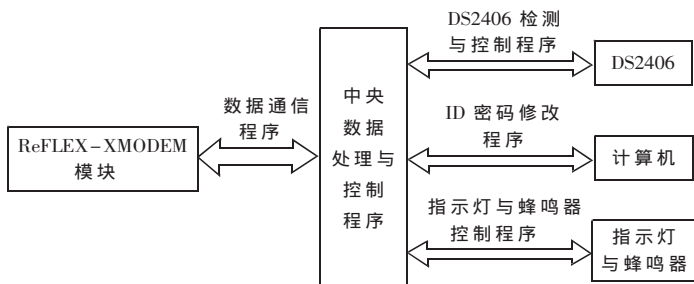 ReFLEX-XMODEM
模块
数据通信
程序
中央
数据
处理与
控制
程序
DS2406 检测
与控制程序
DS2406
ID 密码修改
程序
计算机
指示灯与蜂鸣器
控制程序
指示灯
与蜂鸣器